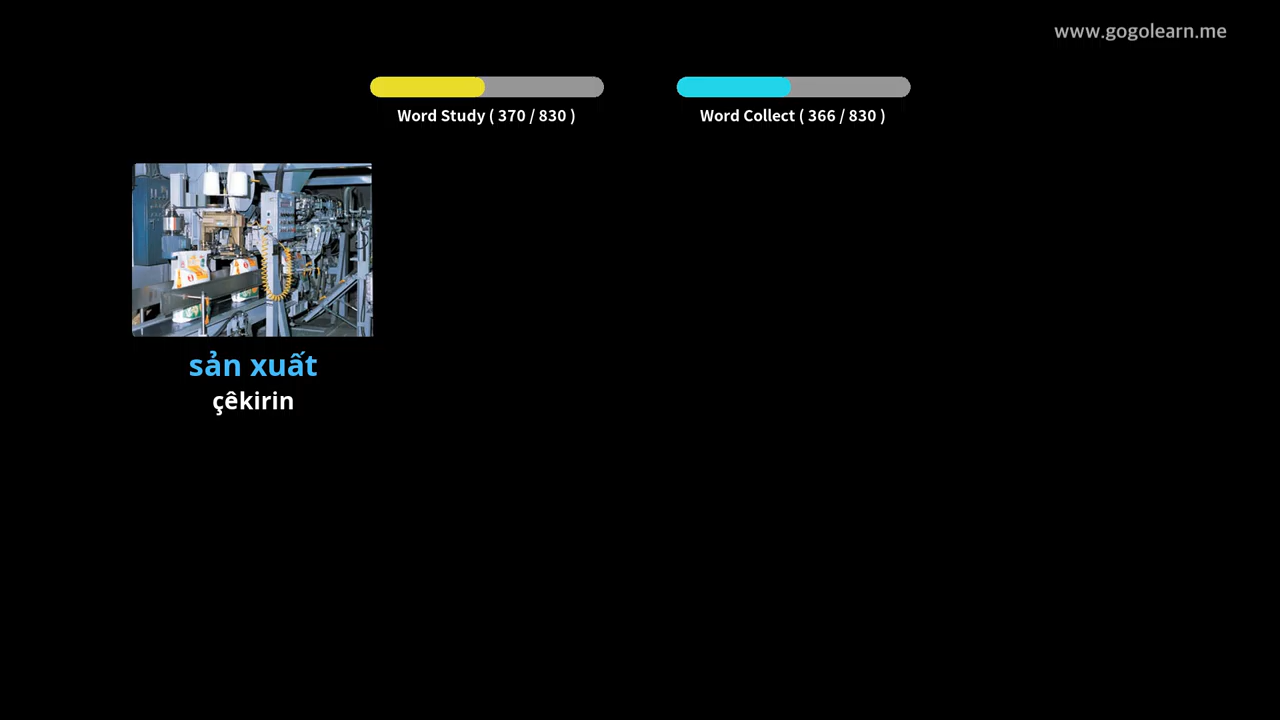 www.gogolearn.me
Word Study ( 370 / 830 )
Word Collect ( 366 / 830 )
sản xuất
çêkirin